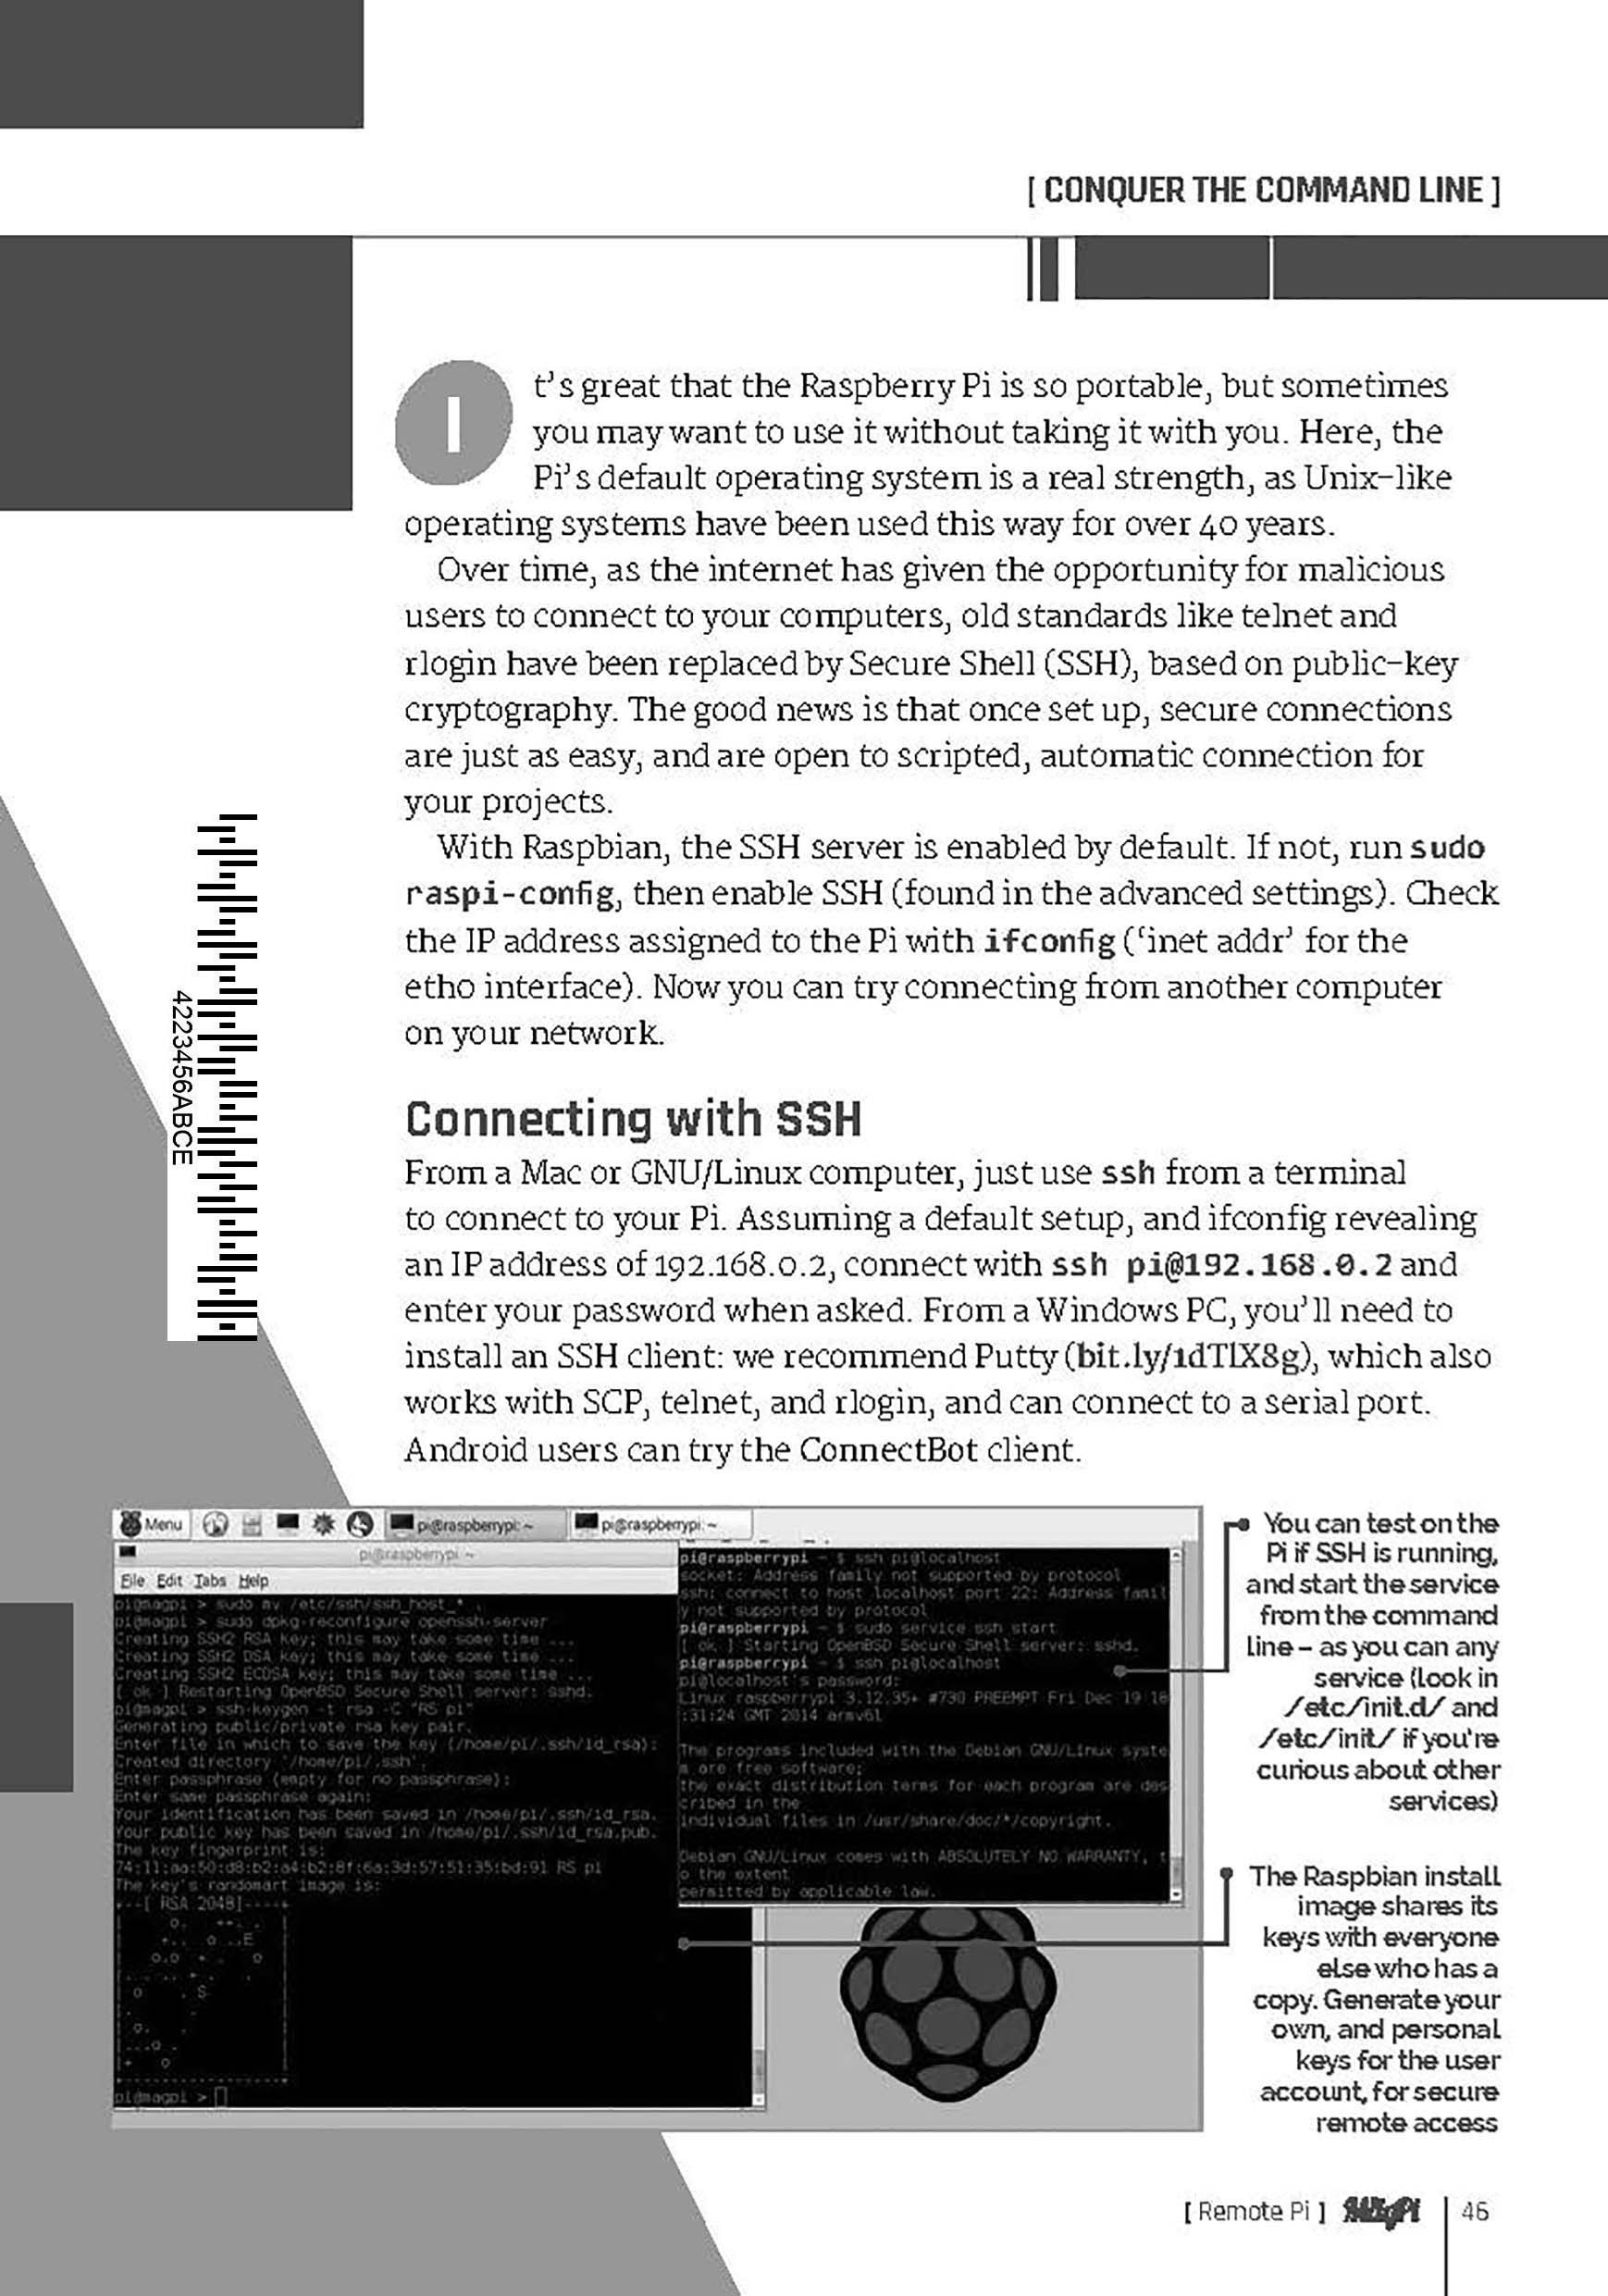 [ CONQUER THE COMMAND LINE ]
It's great that the Raspberry Pi is so portable, but sometimes
you may want to use it without taking it with you. Here, the
Pi's default operating system is a real strength, as Unix-like
operating systems have been used this way for over 40 years.
Over time, as the internet has given the opportunity for malicious
users to connect to your computers, old standards like telnet and
rlogin have been replaced by Secure Shell (SSH), based on public-key
cryptography. The good news is that once set up, secure connections
are just as easy, and are open to scripted, automatic connection for
your projects.
With Raspbian, the SSH server is enabled by default. If not, run sudo
raspi-config, then enable SSH (found in the advanced settings). Check
the IP address assigned to the Pi with ifconfig ('inet addr' for the
eth0 interface). Now you can try connecting from another computer
on your network.
4223456ABCE
Connecting with SSH
From a Mac or GNU/Linux computer, just use ssh from a terminal
to connect to your Pi. Assuming a default setup, and ifconfig revealing
an IP address of 192.168.0.2, connect with ssh pi@192.168.0.2 and
enter your password when asked. From a Windows PC, you'll need to
install an SSH client: we recommend Putty (bit.ly/1dTlX8g), which also
works with SCP, telnet, and rlogin, and can connect to a serial port.
Android users can try the ConnectBot client.
Menu pi@raspberrypi: ~ pi@raspberrypi: ~
pi@raspberrypi: ~
File Edit Tabs Help
pi@magpi > sudo mv /etc/ssh/ssh_host_* .
pi@magpi > sudo dpkg-reconfigure openssh-server
Creating SSH2 RSA key; this may take some time ...
Creating SSH2 DSA key; this may take some time ...
Creating SSH2 ECDSA key; this may take some time ...
[ ok ] Restarting OpenBSD Secure Shell server: sshd.
pi@magpi > ssh-keygen -t rsa -C "RS pi"
Generating public/private rsa key pair.
Enter file in which to save the key (/home/pi/.ssh/id_rsa):
Created directory '/home/pi/.ssh'.
Enter passphrase (empty for no passphrase):
Enter same passphrase again:
Your identification has been saved in /home/pi/.ssh/id_rsa.
Your public key has been saved in /home/pi/.ssh/id_rsa.pub.
The key fingerprint is:
74:11:aa:50:d8:b2:a4:b2:8f:6a:3d:57:51:35:bd:91 RS pi
The key's randomart image is:
+--[ RSA 2048]----+
pi@magpi >
pi@raspberrypi ~ $ ssh pi@localhost
socket: Address family not supported by protocol
ssh: connect to host localhost port 22: Address famil
y not supported by protocol
pi@raspberrypi ~ $ sudo service ssh start
[ ok ] Starting OpenBSD Secure Shell server: sshd.
pi@raspberrypi ~ $ ssh pi@localhost
pi@localhost's password:
Linux raspberrypi 3.12.35+ #730 PREEMPT Fri Dec 19 18
:31:24 GMT 2014 armv6l
The programs included with the Debian GNU/Linux syste
m are free software;
the exact distribution terms for each program are des
cribed in the
individual files in /usr/share/doc/*/copyright.
Debian GNU/Linux comes with ABSOLUTELY NO WARRANTY, t
o the extent
permitted by applicable law.
You can test on the
Pi if SSH is running,
and start the service
from the command
line – as you can any
service (look in
/etc/init.d/ and
/etc/init/ if you're
curious about other
services)
The Raspbian install
image shares its
keys with everyone
else who has a
copy. Generate your
own, and personal
keys for the user
account, for secure
remote access
[ Remote Pi ] MagPi 46